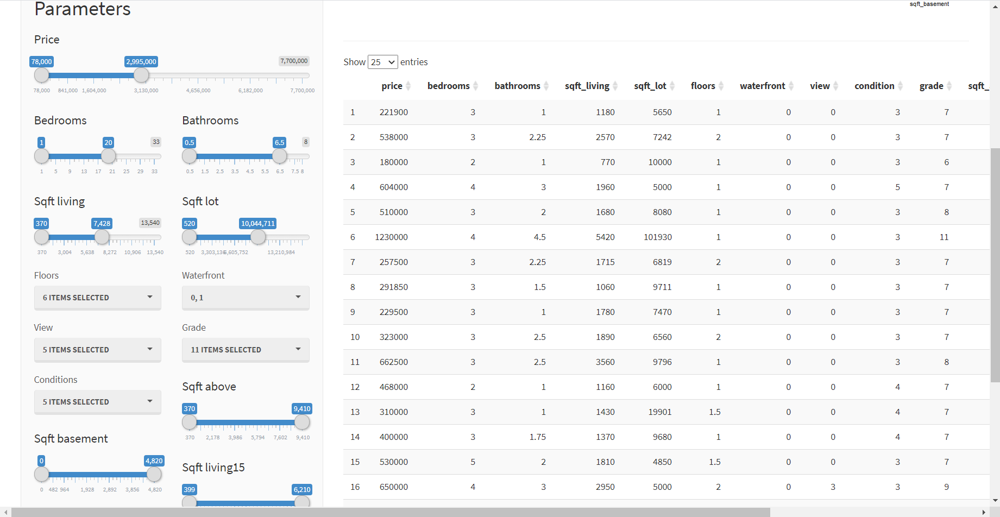 sqft_basement
Parameters
Price
78,000 2,995,000 7,700,000
78,000 841,000 1,604,000 3,130,000 4,656,000 6,182,000 7,700,000
Bedrooms
1 20 33
1 5 9 13 17 21 25 29 33
Bathrooms
0.5 6.5 8
0.5 1.5 2.5 3.5 4.5 5.5 6.5 7.5 8
Sqft living
370 7,428 13,540
370 3,004 5,638 8,272 10,906 13,540
Sqft lot
520 10,044,711
520 3,303,136 6,605,752 13,210,984
Floors
6 ITEMS SELECTED
Waterfront
0, 1
View
5 ITEMS SELECTED
Grade
11 ITEMS SELECTED
Conditions
5 ITEMS SELECTED
Sqft above
370 9,410
370 2,178 3,986 5,794 7,602 9,410
Sqft basement
0 4,820
0 482 964 1,928 2,892 3,856 4,820
Sqft living15
399 6,210
Show 25 entries
price bedrooms bathrooms sqft_living sqft_lot floors waterfront view condition grade sqft_
1 221900 3 1 1180 5650 1 0 0 3 7
2 538000 3 2.25 2570 7242 2 0 0 3 7
3 180000 2 1 770 10000 1 0 0 3 6
4 604000 4 3 1960 5000 1 0 0 5 7
5 510000 3 2 1680 8080 1 0 0 3 8
6 1230000 4 4.5 5420 101930 1 0 0 3 11
7 257500 3 2.25 1715 6819 2 0 0 3 7
8 291850 3 1.5 1060 9711 1 0 0 3 7
9 229500 3 1 1780 7470 1 0 0 3 7
10 323000 3 2.5 1890 6560 2 0 0 3 7
11 662500 3 2.5 3560 9796 1 0 0 3 8
12 468000 2 1 1160 6000 1 0 0 4 7
13 310000 3 1 1430 19901 1.5 0 0 4 7
14 400000 3 1.75 1370 9680 1 0 0 4 7
15 530000 5 2 1810 4850 1.5 0 0 3 7
16 650000 4 3 2950 5000 2 0 3 3 9